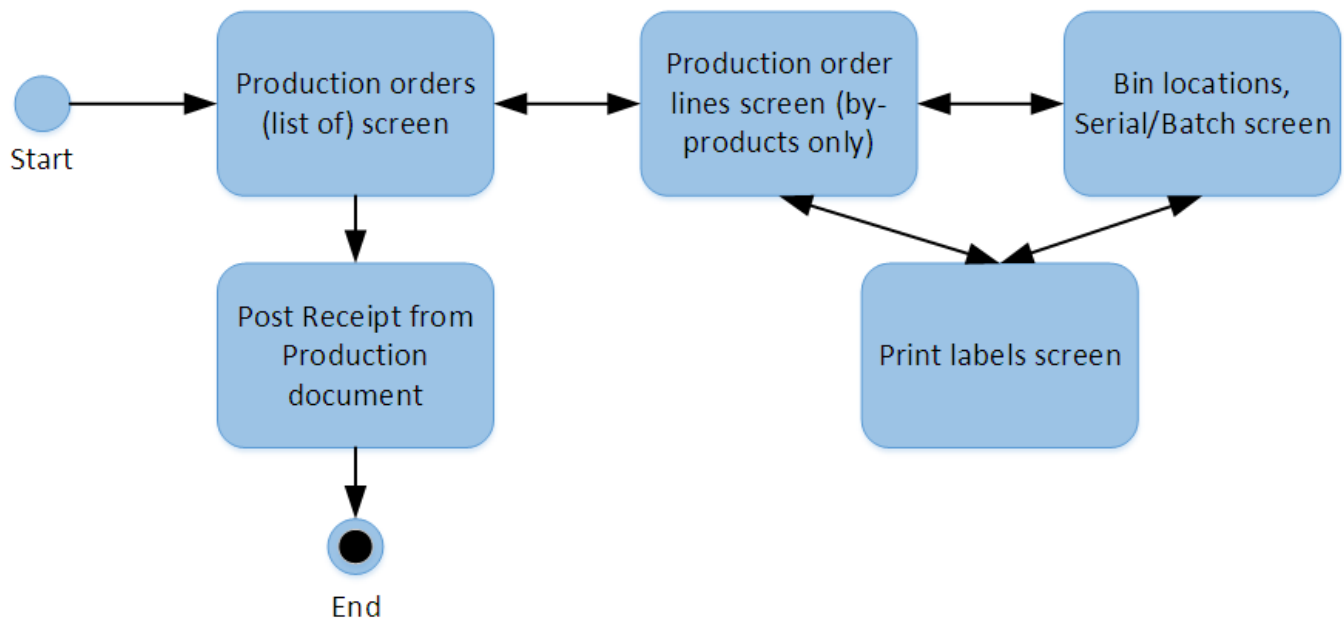 Start
Production orders
(list of) screen
Production order
lines screen (by-
products only)
Bin locations,
Serial/Batch screen
Post Receipt from
Production
document
Print labels screen
End